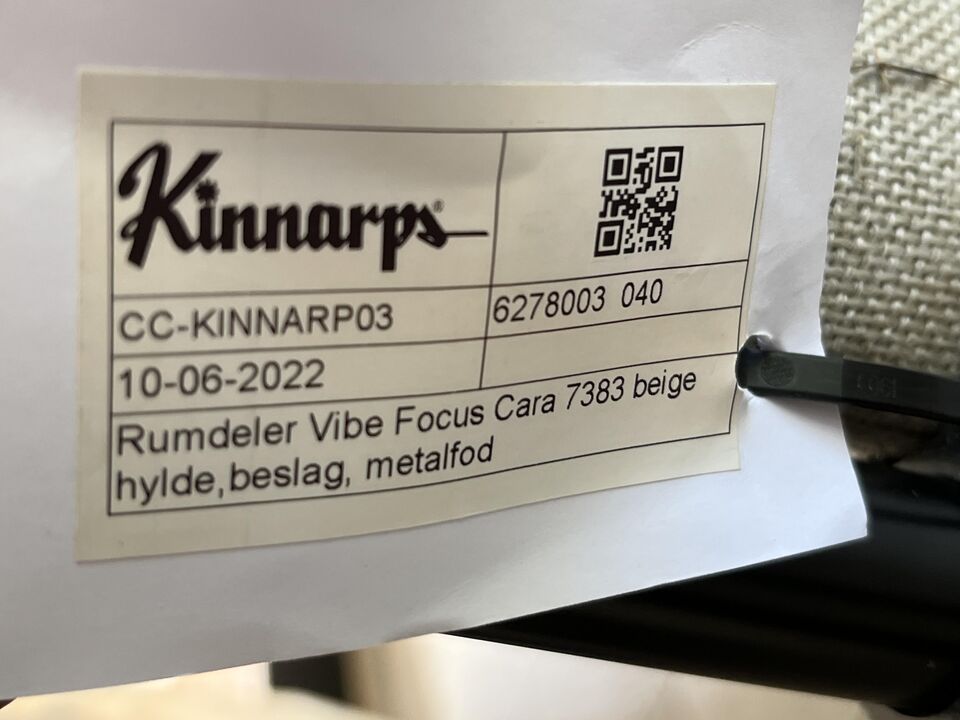 Kinnarps®
CC-KINNARP03
6278003 040
10-06-2022
Rumdeler Vibe Focus Cara 7383 beige
hylde,beslag, metalfod